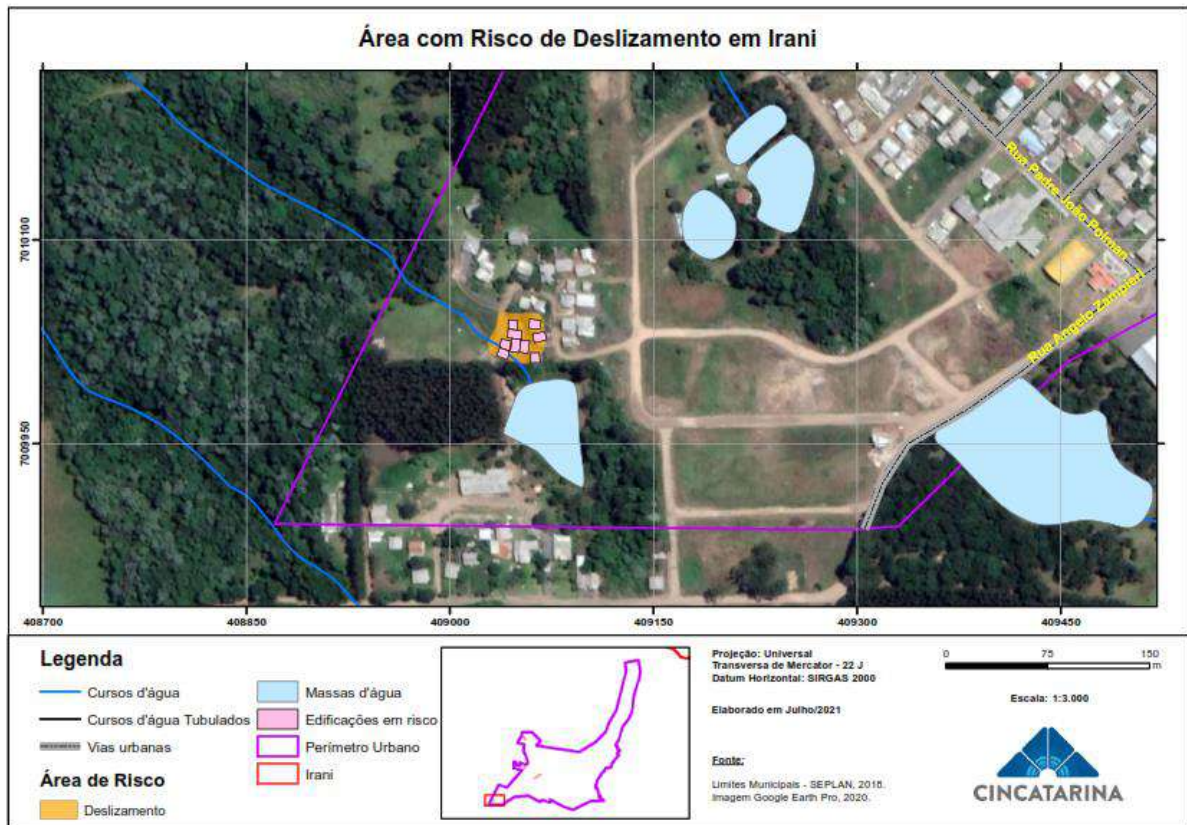 Área com Risco de Deslizamento em Irani
7010100
7009950
Rua Padre João Polman
Rua Angelo Zampieri
408700
408850
409000
409150
409300
409450
Legenda
Cursos d'água
Cursos d'água Tubulados
Vias urbanas
Área de Risco
Deslizamento
Massas d'água
Edificações em risco
Perímetro Urbano
Irani
Projeção: Universal
Transversa de Mercator - 22 J
Datum Horizontal: SIRGAS 2000
Elaborado em Julho/2021
Fonte:
Limites Municipais - SEPLAN, 2018.
Imagem Google Earth Pro, 2020.
0 75 150
m
Escala: 1:3.000
CINCATARINA